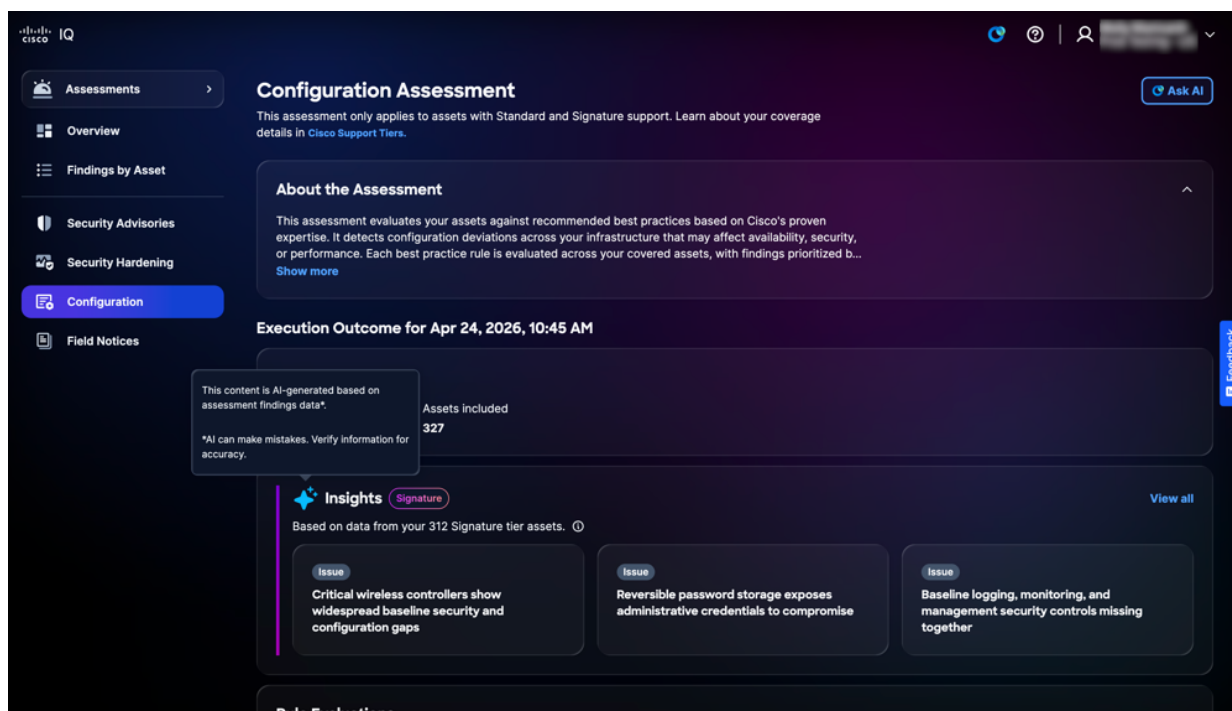 cisco IQ
Assessments
Overview
Findings by Asset
Security Advisories
Security Hardening
Configuration
Field Notices
Configuration Assessment
Ask AI
This assessment only applies to assets with Standard and Signature support. Learn about your coverage
details in Cisco Support Tiers.
About the Assessment
This assessment evaluates your assets against recommended best practices based on Cisco's proven
expertise. It detects configuration deviations across your infrastructure that may affect availability, security,
or performance. Each best practice rule is evaluated across your covered assets, with findings prioritized b...
Show more
Execution Outcome for Apr 24, 2026, 10:45 AM
This content is AI-generated based on
assessment findings data*.
*AI can make mistakes. Verify information for
accuracy.
Assets included
327
Insights Signature
View all
Based on data from your 312 Signature tier assets.
Issue
Critical wireless controllers show
widespread baseline security and
configuration gaps
Issue
Reversible password storage exposes
administrative credentials to compromise
Issue
Baseline logging, monitoring, and
management security controls missing
together
Rule Evaluations
Feedback